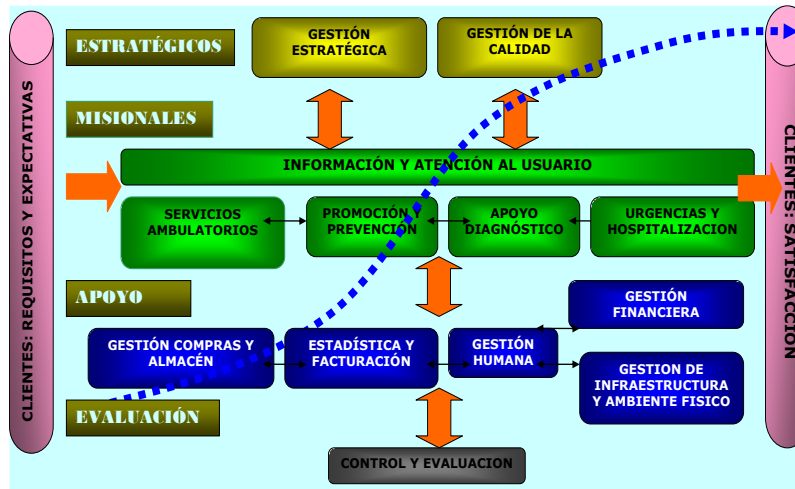 CLIENTES: REQUISITOS Y EXPECTATIVAS
ESTRATÉGICOS
GESTIÓN
ESTRATÉGICA
GESTIÓN DE LA
CALIDAD
MISIONALES
INFORMACIÓN Y ATENCIÓN AL USUARIO
SERVICIOS
AMBULATORIOS
PROMOCIÓN Y
PREVENCIÓN
APOYO
DIAGNÓSTICO
URGENCIAS Y
HOSPITALIZACION
APOYO
GESTIÓN
FINANCIERA
GESTIÓN COMPRAS Y
ALMACÉN
ESTADÍSTICA Y
FACTURACIÓN
GESTIÓN
HUMANA
GESTION DE
INFRAESTRUCTURA
Y AMBIENTE FISICO
EVALUACIÓN
CONTROL Y EVALUACION
CLIENTES: SATISFACCION